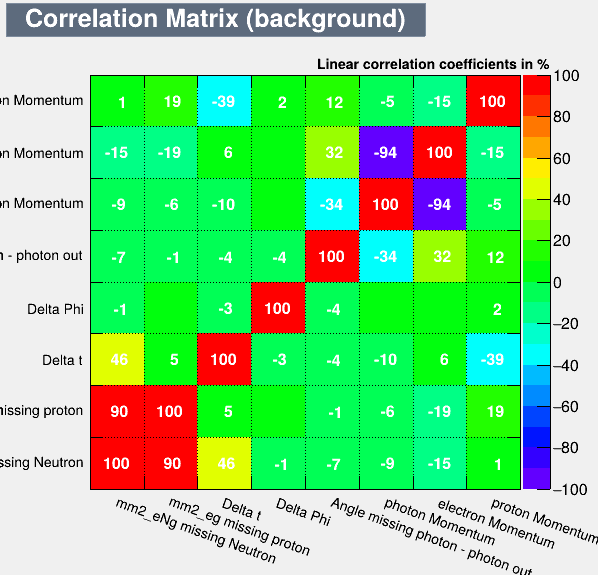 Correlation Matrix (background)
Linear correlation coefficients in %
n Momentum 1 19 -39 2 12 -5 -15 100
n Momentum -15 -19 6 32 -94 100 -15
on Momentum -9 -6 -10 -34 100 -94 -5
- photon out -7 -1 -4 -4 100 -34 32 12
Delta Phi -1 -3 100 -4 2
Delta t 46 5 100 -3 -4 -10 6 -39
issing proton 90 100 5 -1 -6 -19 19
ssing Neutron 100 90 46 -1 -7 -9 -15 1
100
80
60
40
20
0
−20
−40
−60
−80
−100
mm2_eNg missing Neutron
mm2_eg missing proton
Delta t
Delta Phi
Angle missing photon - photon out
photon Momentum
electron Momentum
proton Momentum